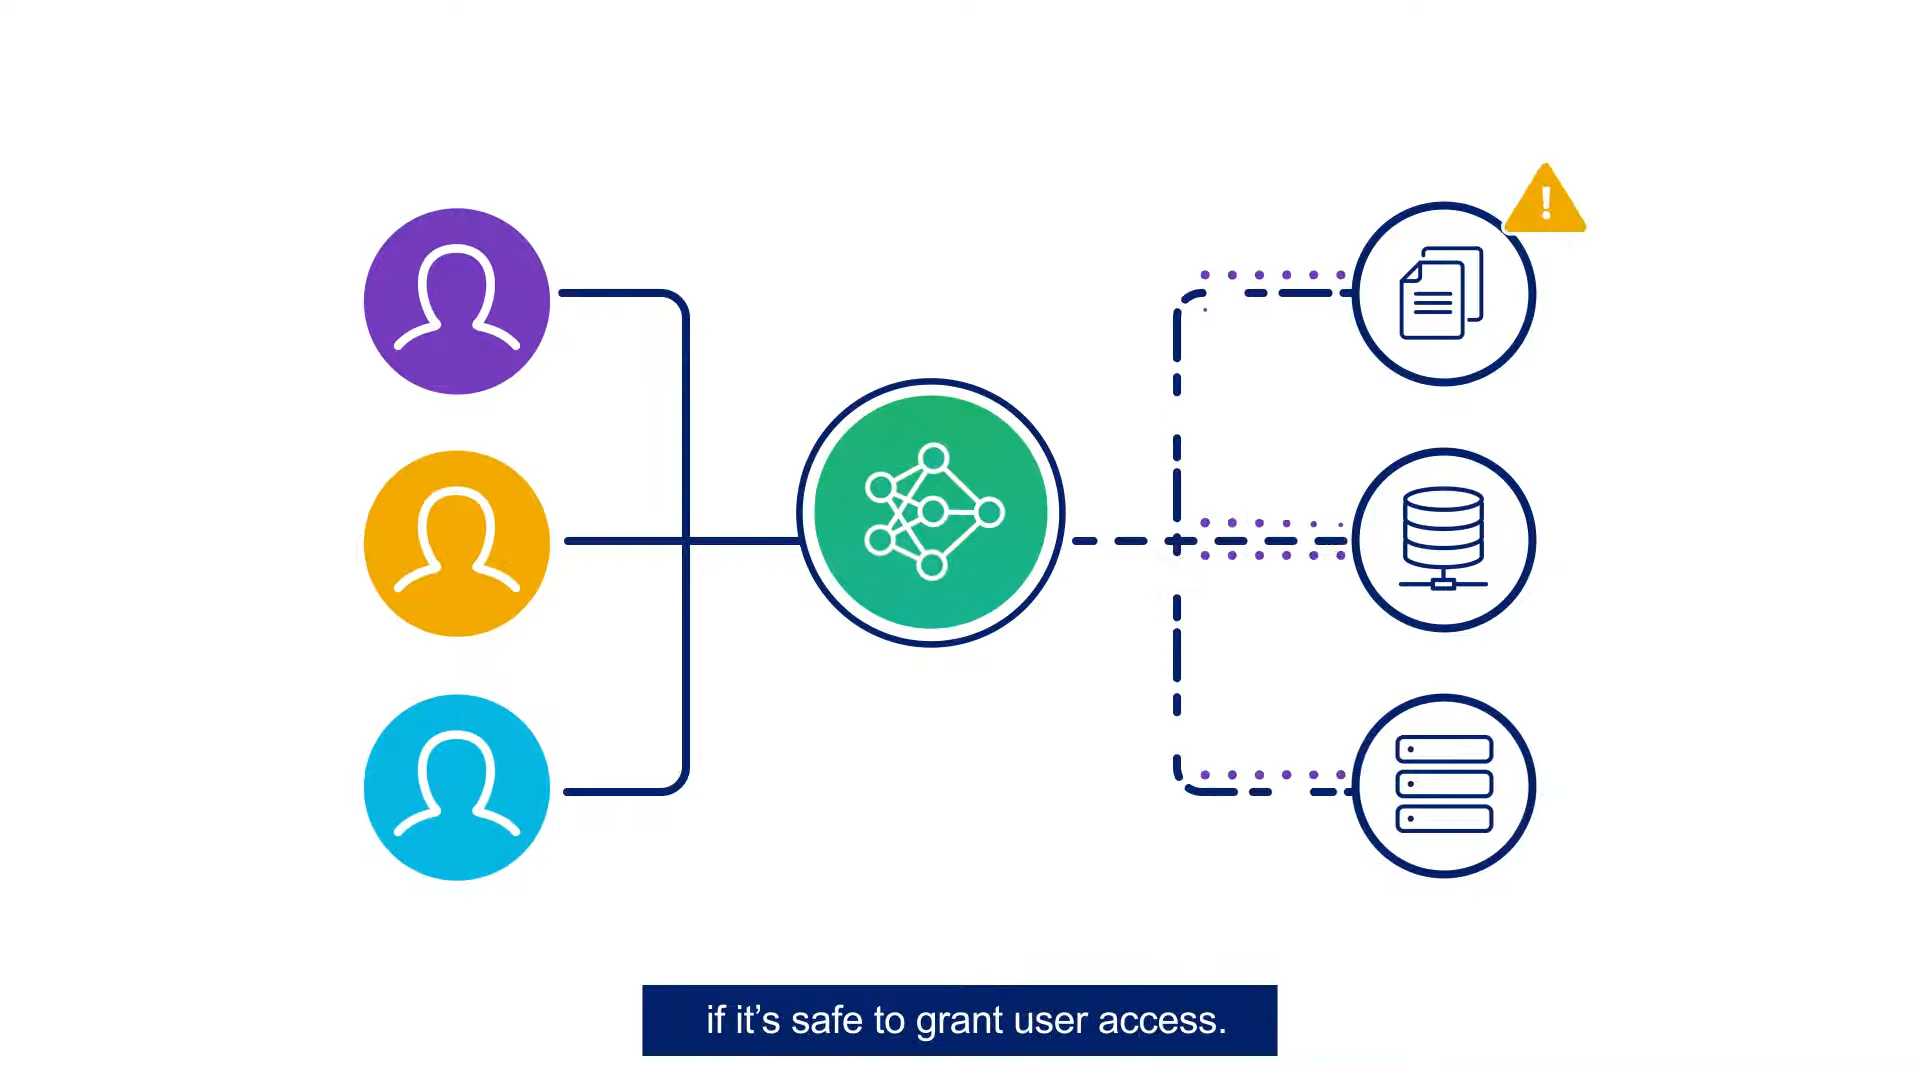 !
if it’s safe to grant user access.